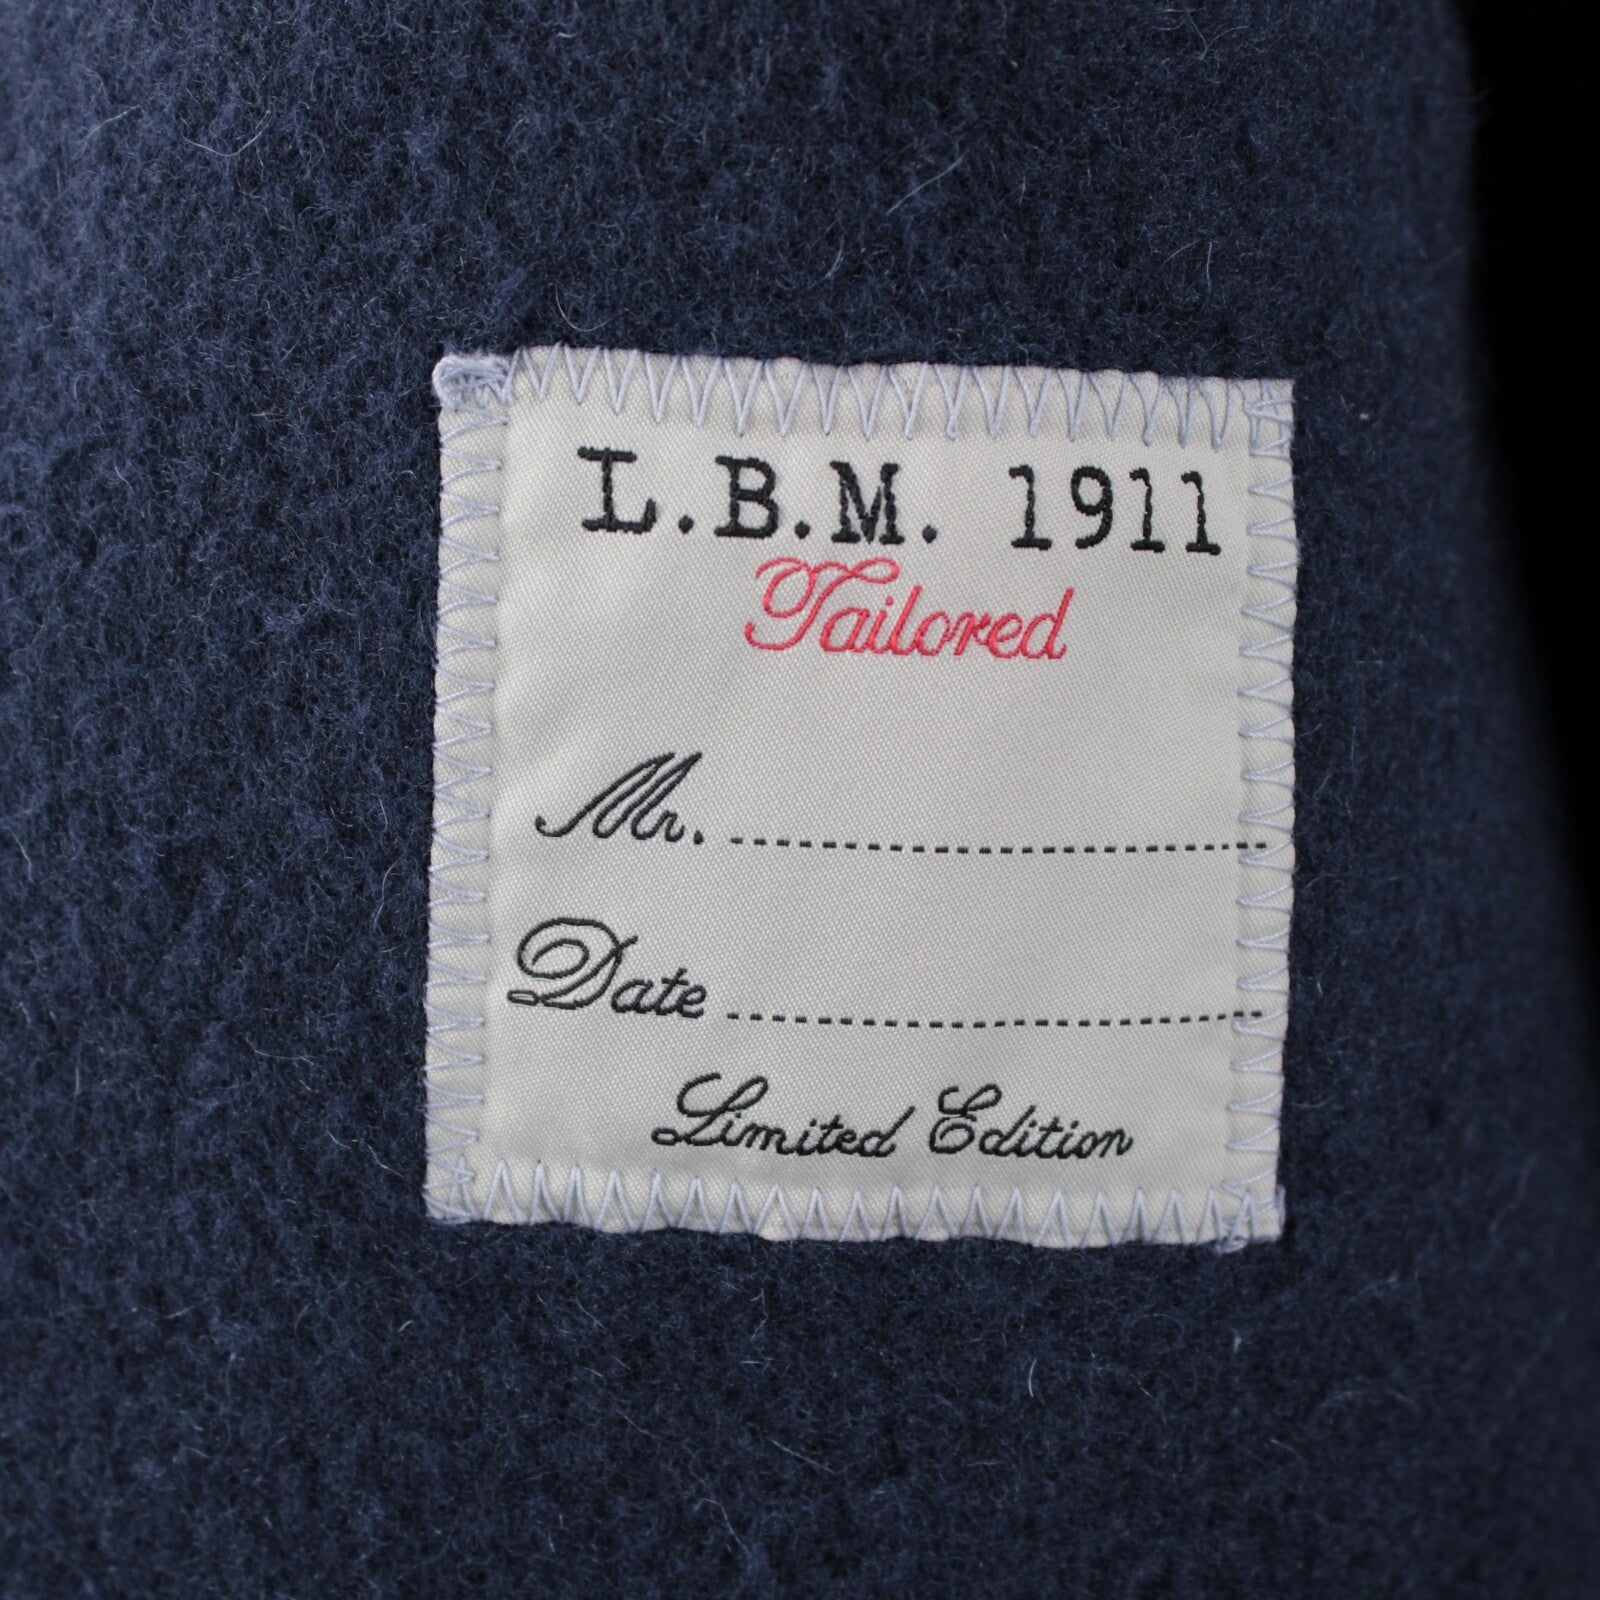 L.B.M. 1911
Tailored
Mr. ........................................
Date ........................................
Limited Edition